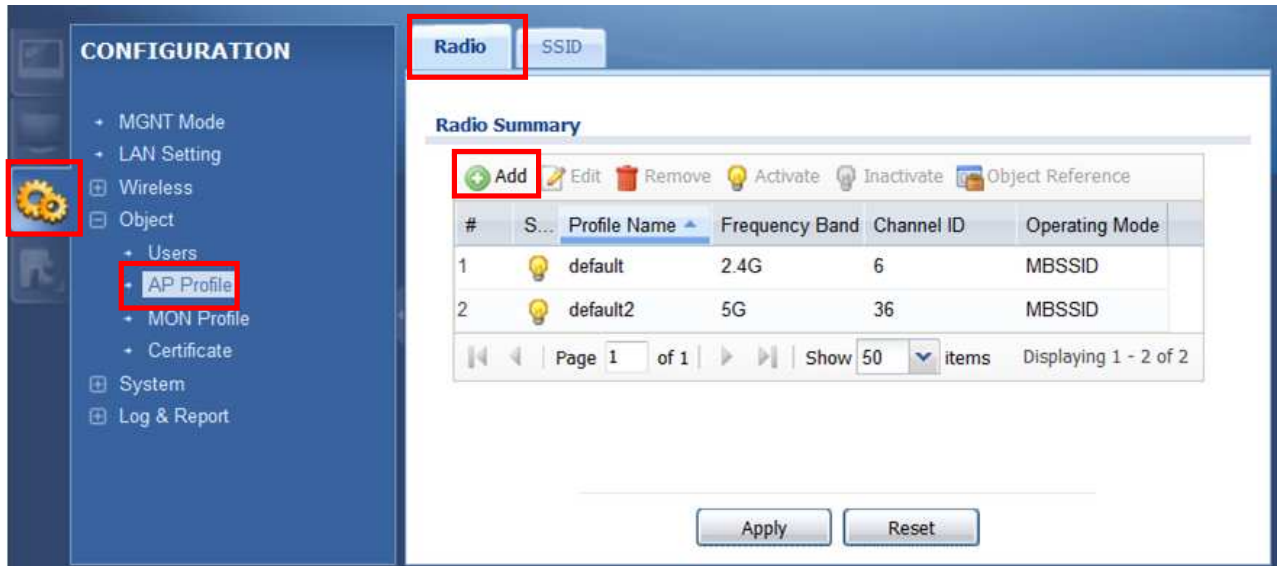 CONFIGURATION
MGNT Mode
LAN Setting
Wireless
Object
Users
AP Profile
MON Profile
Certificate
System
Log & Report
Radio SSID
Radio Summary
Add Edit Remove Activate Inactivate Object Reference
# S... Profile Name Frequency Band Channel ID Operating Mode
1 default 2.4G 6 MBSSID
2 default2 5G 36 MBSSID
Page 1 of 1 Show 50 items Displaying 1 - 2 of 2
Apply Reset